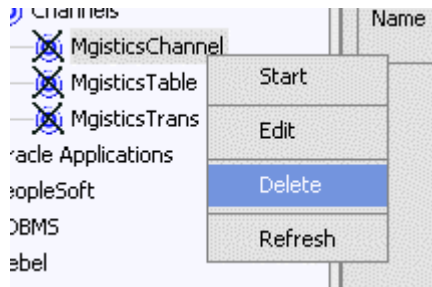 Channels
Name
MgisticsChannel
MgisticsTable
MgisticsTrans
racle Applications
eopleSoft
DBMS
ebel
Start
Edit
Delete
Refresh